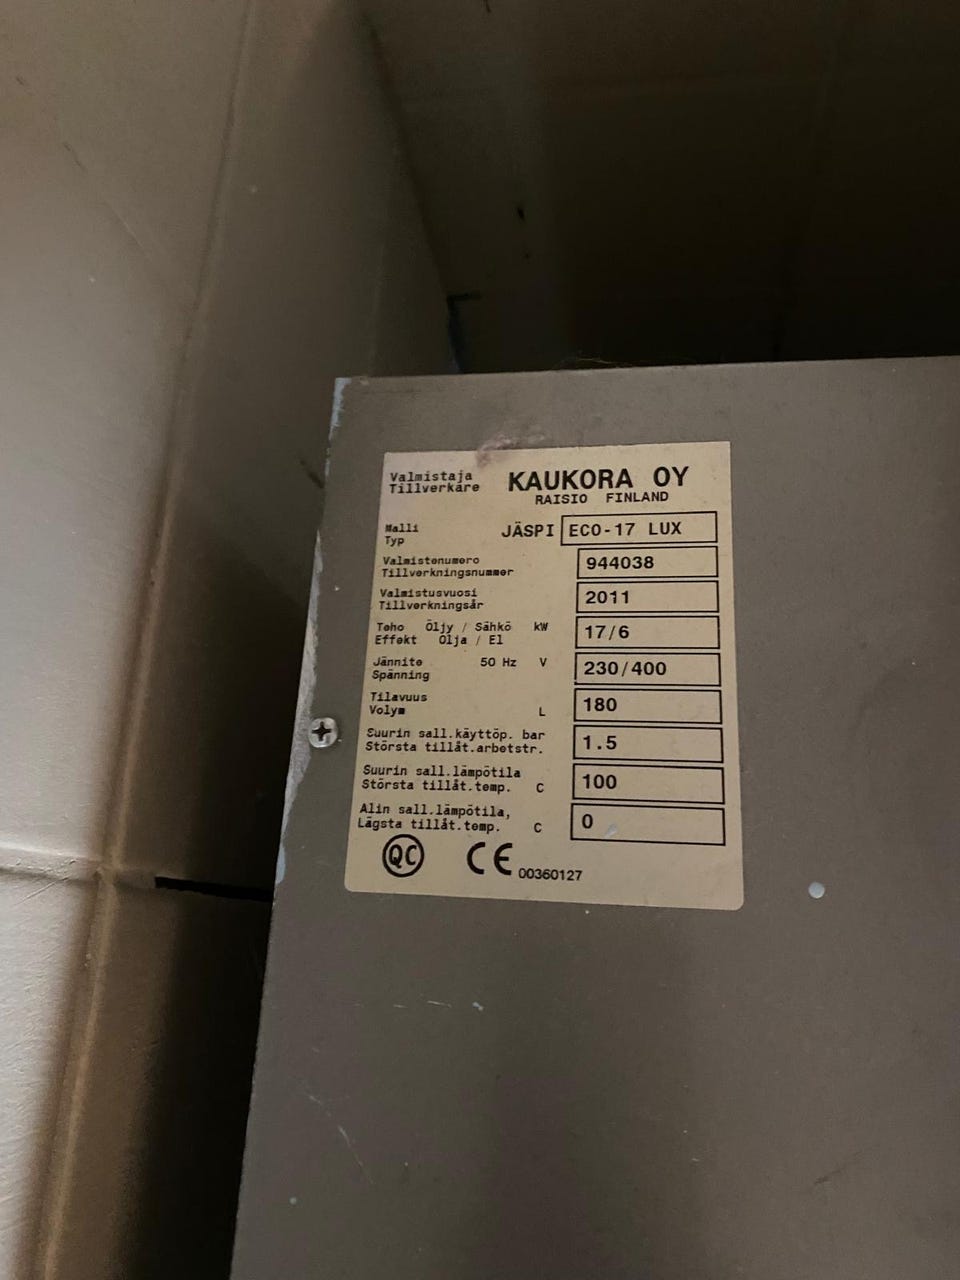 Valmistaja
Tillverkare
KAUKORA OY
RAISIO FINLAND
Malli
Typ
JÄSPI ECO-17 LUX
Valmistenumero
Tillverkningsnummer
944038
Valmistusvuosi
Tillverkningsår
2011
Teho Öljy / Sähkö kW
Effekt Olja / El
17/6
Jännite 50 Hz V
Spänning
230/400
Tilavuus
Volym L
180
Suurin sall.käyttöp. bar
Största tillåt.arbetstr.
1.5
Suurin sall.lämpötila
Största tillåt.temp. C
100
Alin sall.lämpötila,
Lägsta tillåt.temp. C
0
QC CE 00360127